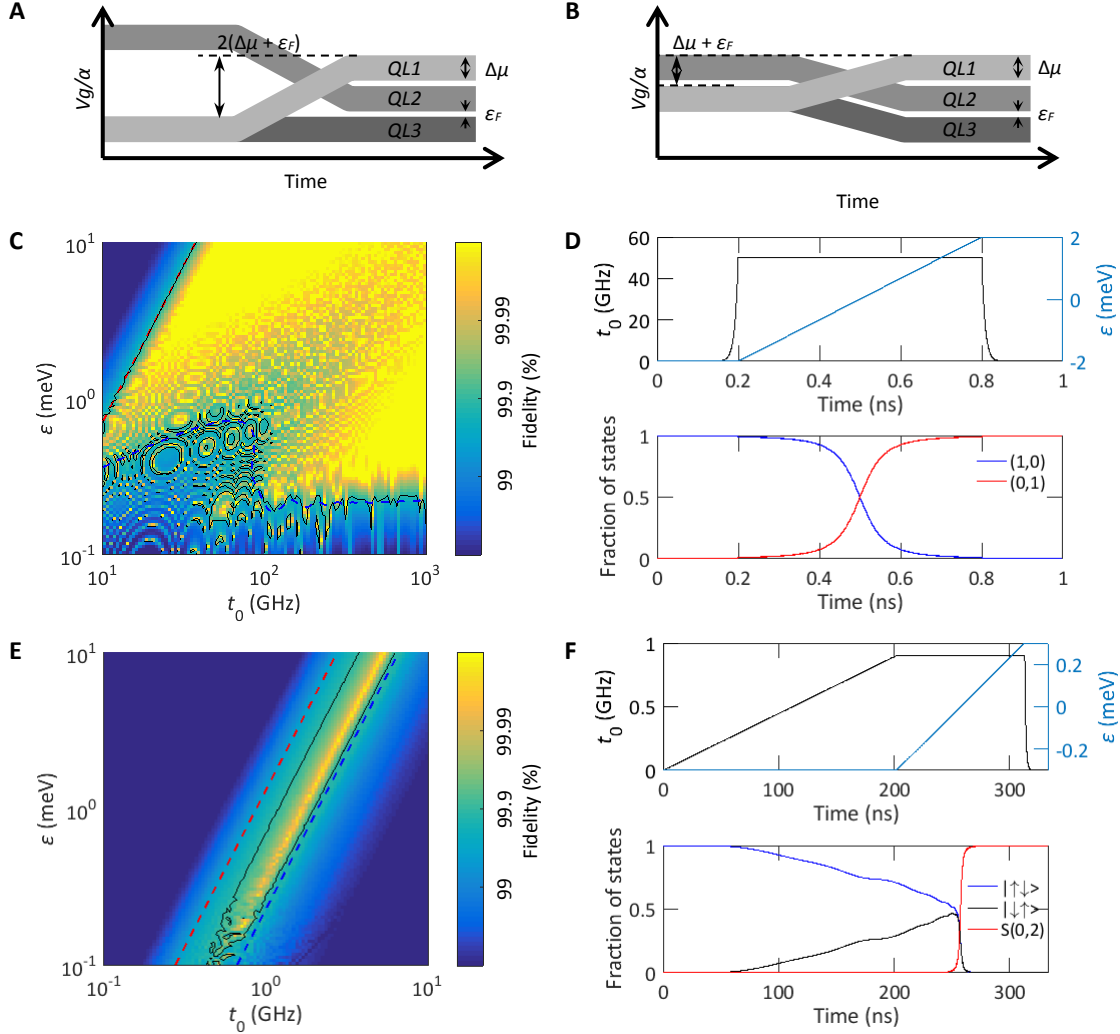 A
Vg/α
2(Δμ + εF)
QL1
QL2
QL3
Δμ
εF
Time
B
Vg/α
Δμ + εF
QL1
QL2
QL3
Δμ
εF
Time
C
ε (meV)
10^1
10^0
10^-1
10^1
10^2
10^3
t_0 (GHz)
99.99
99.9
99
Fidelity (%)
D
t_0 (GHz)
60
40
20
0
2
0
-2
ε (meV)
0
0.2
0.4
0.6
0.8
1
Time (ns)
Fraction of states
1
0.5
0
(1,0)
(0,1)
0
0.2
0.4
0.6
0.8
1
Time (ns)
E
ε (meV)
10^1
10^0
10^-1
10^-1
10^0
10^1
t_0 (GHz)
99.99
99.9
99
Fidelity (%)
F
t_0 (GHz)
1
0.5
0
0.2
0
-0.2
ε (meV)
0
100
200
300
Time (ns)
Fraction of states
1
0.5
0
|↑↓>
|↓↑>
S(0,2)
0
100
200
300
Time (ns)